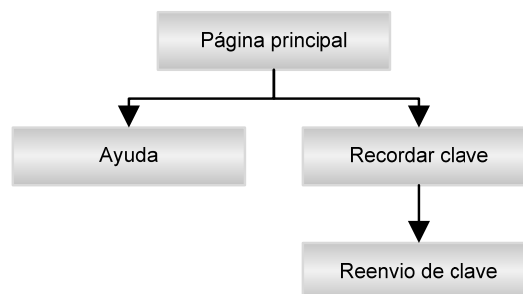 Página principal
Ayuda
Recordar clave
Reenvio de clave